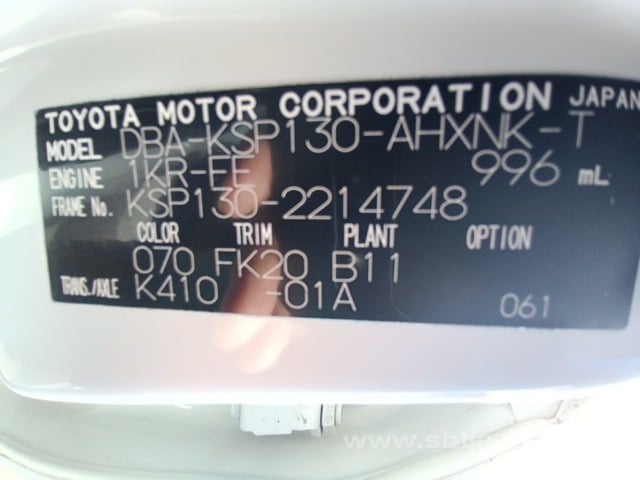 TOYOTA MOTOR CORPORATION JAPAN
MODEL DBA-KSP130-AHXNK-T
ENGINE 1KR-FE 996 mL
FRAME No. KSP130-2214748
COLOR TRIM PLANT OPTION
070 FK20 B11
TRANS./AXLE K410 -01A 061